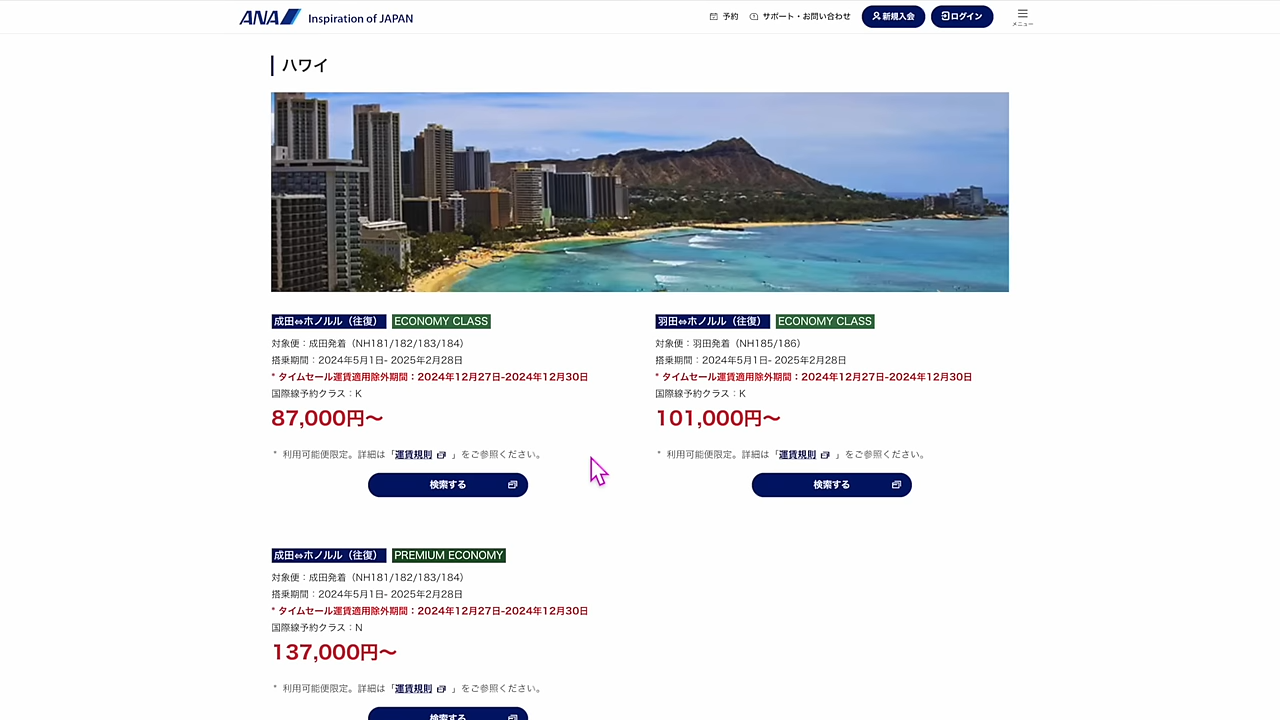 ANA Inspiration of JAPAN
予約 サポート・お問い合わせ 新規入会 ログイン メニュー
ハワイ
成田⇔ホノルル（往復） ECONOMY CLASS
対象便：成田発着（NH181/182/183/184）
搭乗期間：2024年5月1日- 2025年2月28日
* タイムセール運賃適用除外期間：2024年12月27日-2024年12月30日
国際線予約クラス：K
87,000円〜
* 利用可能便限定。詳細は「運賃規則 」をご参照ください。
検索する
羽田⇔ホノルル（往復） ECONOMY CLASS
対象便：羽田発着（NH185/186）
搭乗期間：2024年5月1日- 2025年2月28日
* タイムセール運賃適用除外期間：2024年12月27日-2024年12月30日
国際線予約クラス：K
101,000円〜
* 利用可能便限定。詳細は「運賃規則 」をご参照ください。
検索する
成田⇔ホノルル（往復） PREMIUM ECONOMY
対象便：成田発着（NH181/182/183/184）
搭乗期間：2024年5月1日- 2025年2月28日
* タイムセール運賃適用除外期間：2024年12月27日-2024年12月30日
国際線予約クラス：N
137,000円〜
* 利用可能便限定。詳細は「運賃規則 」をご参照ください。
検索する